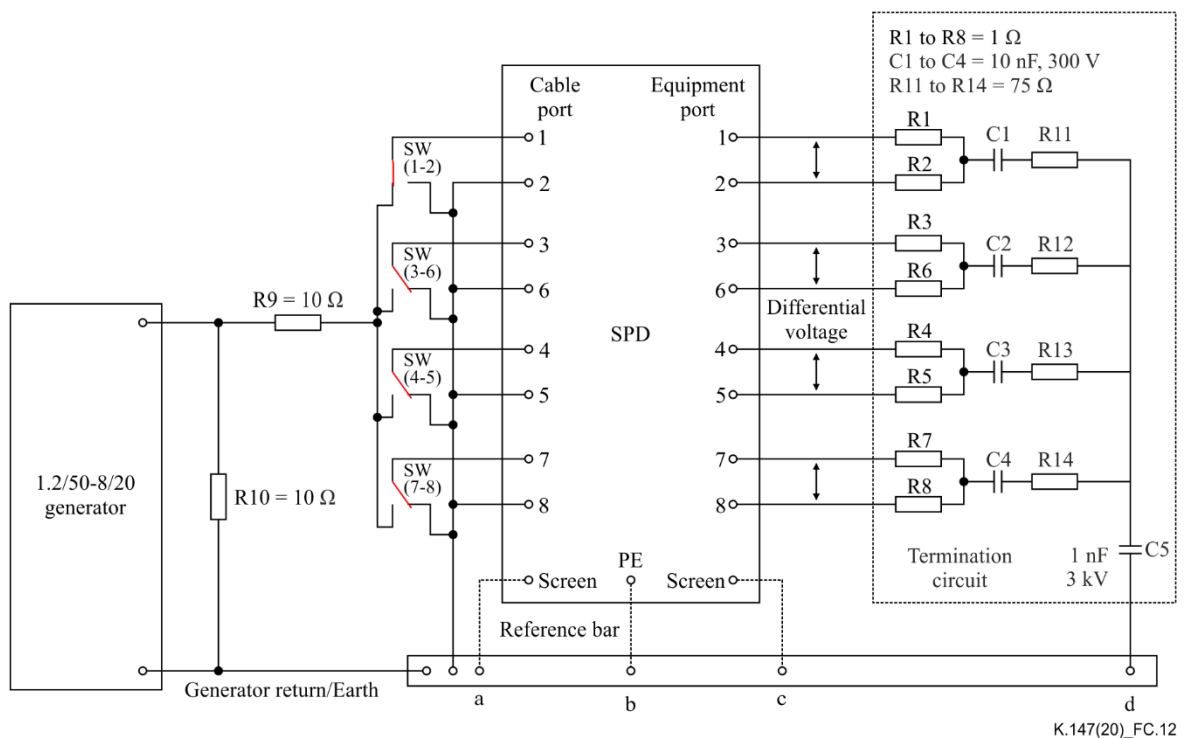 R1 to R8 = 1 Ω
C1 to C4 = 10 nF, 300 V
R11 to R14 = 75 Ω
Cable
port
Equipment
port
1
2
3
6
4
5
7
8
1
2
3
6
4
5
7
8
SW
(1-2)
SW
(3-6)
SW
(4-5)
SW
(7-8)
R1
R2
C1
R11
R3
R6
C2
R12
R4
R5
C3
R13
R7
R8
C4
R14
R9 = 10 Ω
R10 = 10 Ω
1.2/50-8/20
generator
SPD
Differential
voltage
Termination
circuit
1 nF
3 kV
C5
Screen
PE
Screen
Reference bar
Generator return/Earth
a
b
c
d
K.147(20)_FC.12